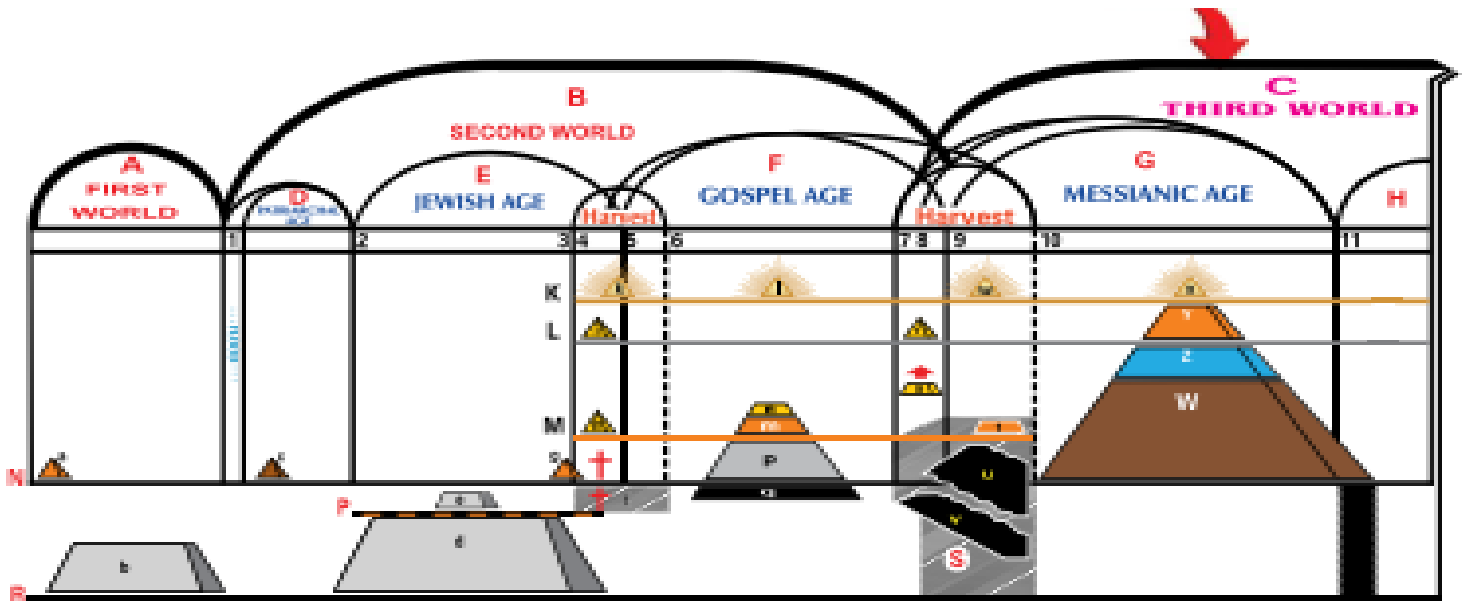 C
THIRD WORLD
B
SECOND WORLD
A
FIRST
WORLD
D
AGE
E
JEWISH AGE
Harvest
F
GOSPEL AGE
Harvest
G
MESSIANIC AGE
H
1
2
3
4
5
6
7
8
9
10
11
K
L
M
N
P
R
b
d
P
W
S
U